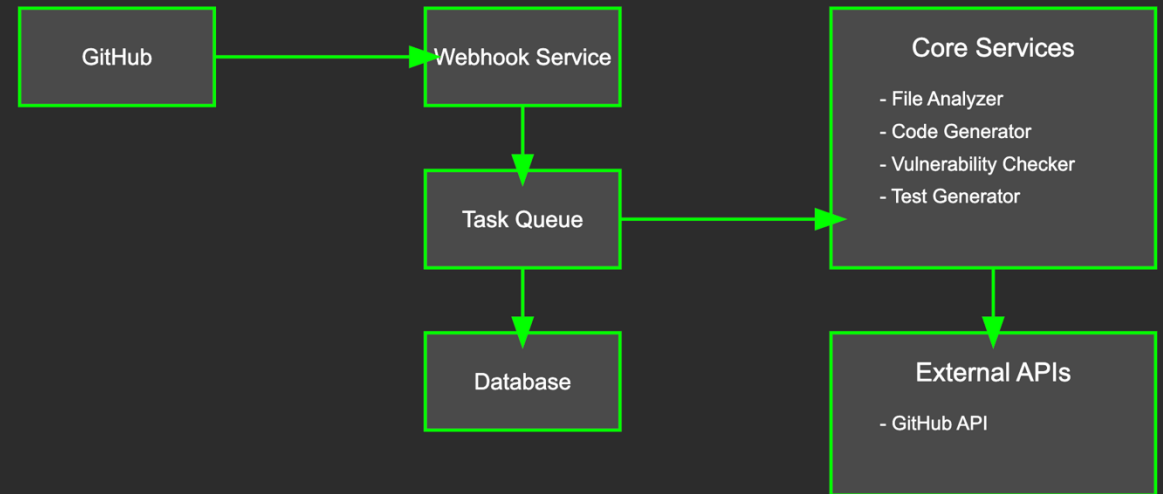 GitHub
Webhook Service
Task Queue
Database
Core Services
- File Analyzer
- Code Generator
- Vulnerability Checker
- Test Generator
External APIs
- GitHub API